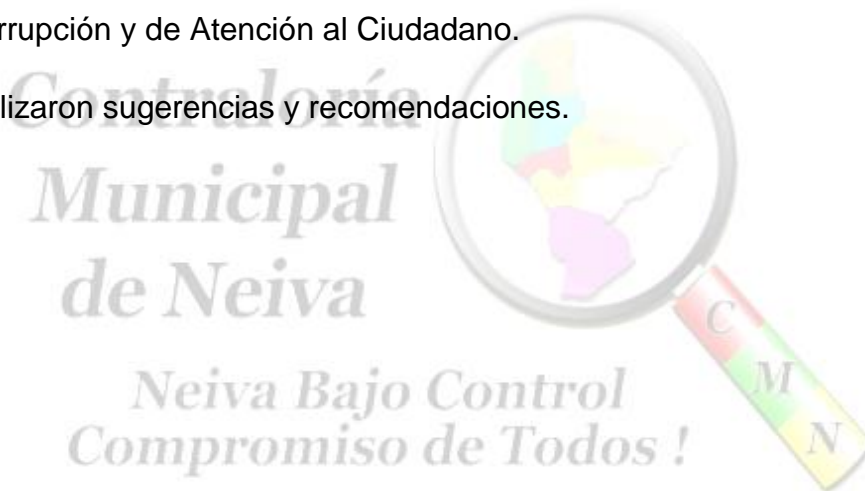 rrupción y de Atención al Ciudadano.
lizaron sugerencias y recomendaciones.
Contraloría
Municipal
de Neiva
Neiva Bajo Control
Compromiso de Todos !
C
M
N